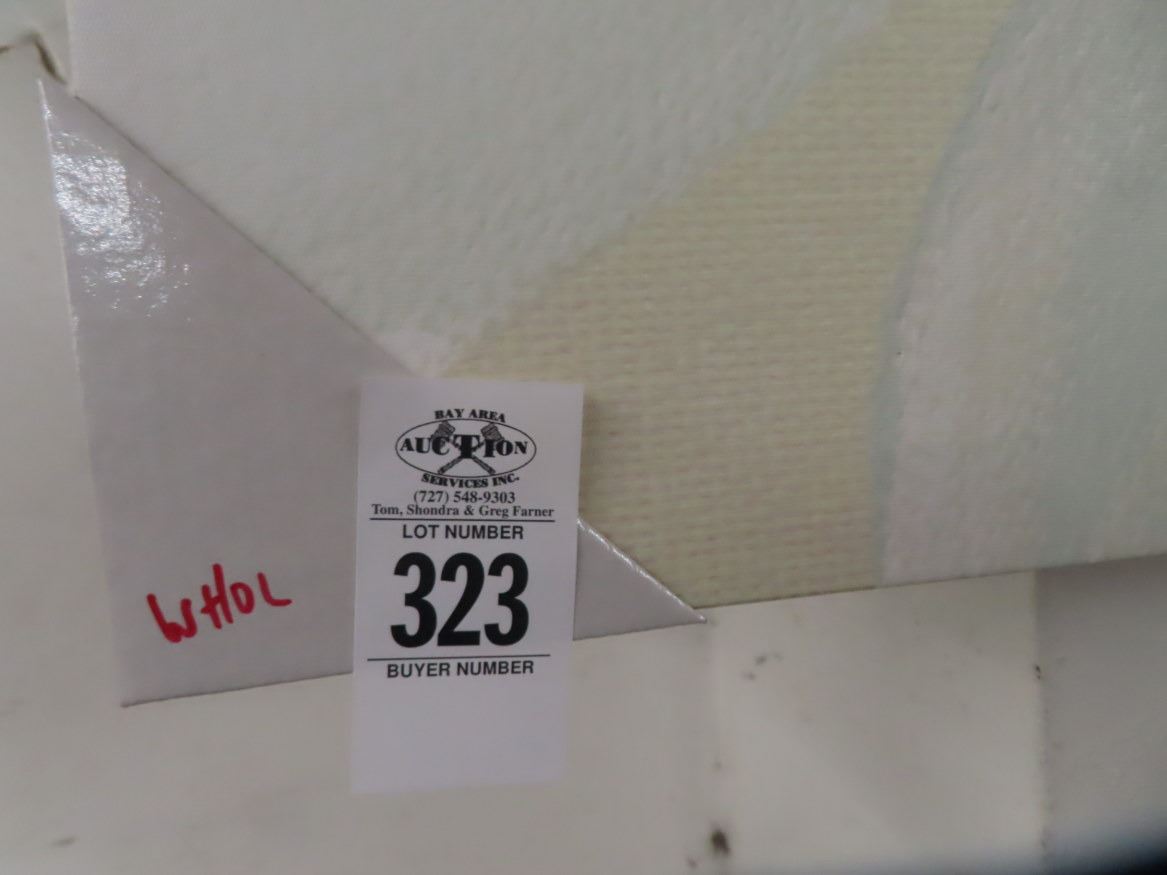 BAY AREA
AUCTION
SERVICES INC.
(727) 548-9303
Tom, Shondra & Greg Farner
LOT NUMBER
323
BUYER NUMBER
WHOL